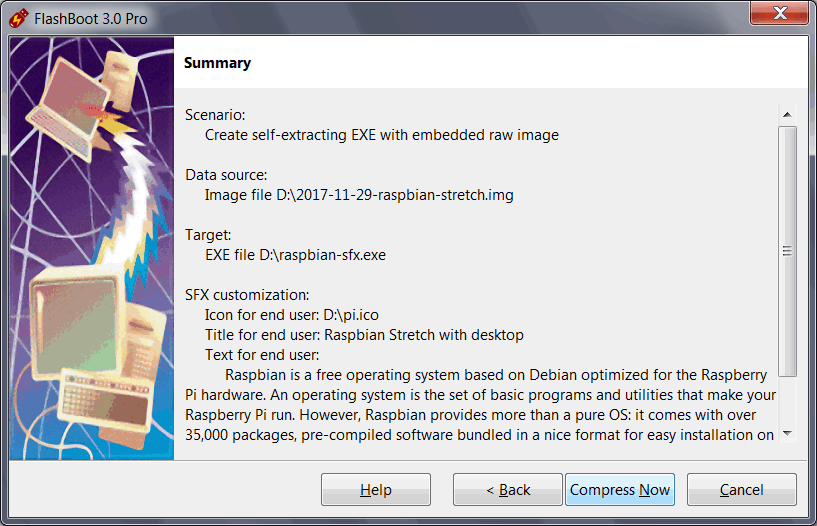 FlashBoot 3.0 Pro
Summary
Scenario:
Create self-extracting EXE with embedded raw image
Data source:
Image file D:\2017-11-29-raspbian-stretch.img
Target:
EXE file D:\raspbian-sfx.exe
SFX customization:
Icon for end user: D:\pi.ico
Title for end user: Raspbian Stretch with desktop
Text for end user:
Raspbian is a free operating system based on Debian optimized for the Raspberry
Pi hardware. An operating system is the set of basic programs and utilities that make your
Raspberry Pi run. However, Raspbian provides more than a pure OS: it comes with over
35,000 packages, pre-compiled software bundled in a nice format for easy installation on
Help
< Back
Compress Now
Cancel